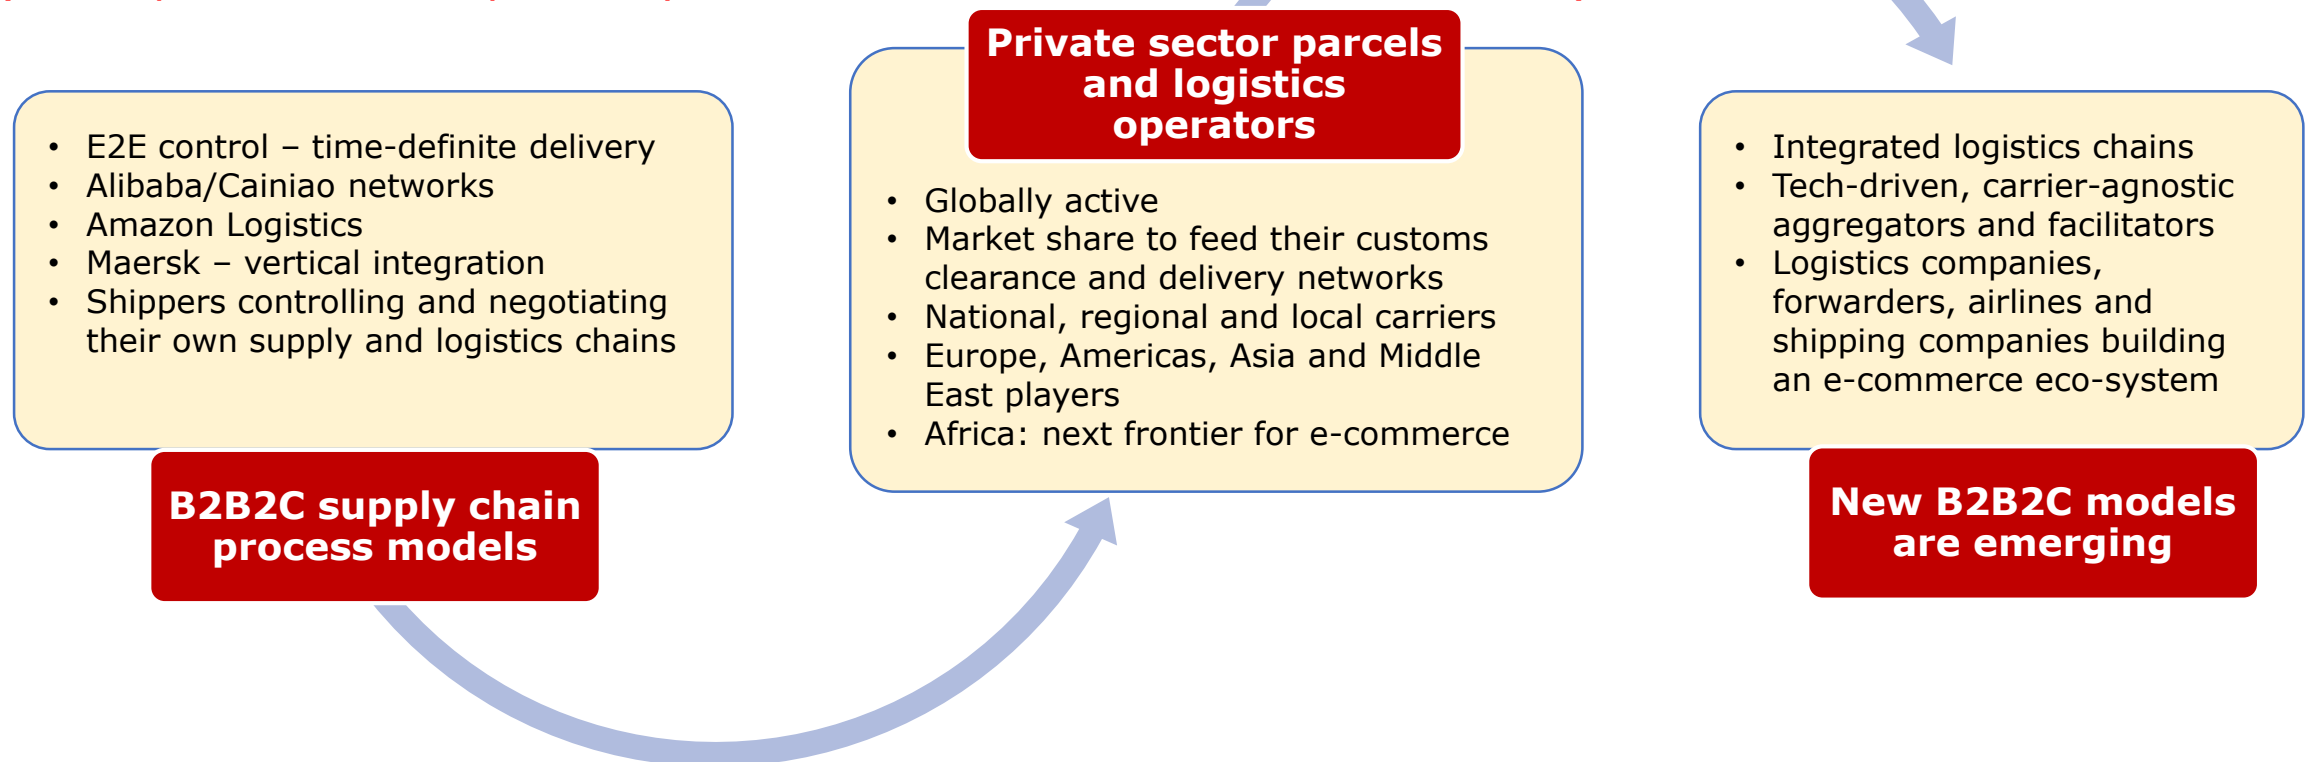 • E2E control – time-definite delivery
• Alibaba/Cainiao networks
• Amazon Logistics
• Maersk – vertical integration
• Shippers controlling and negotiating
their own supply and logistics chains
B2B2C supply chain
process models
Private sector parcels
and logistics
operators
• Globally active
• Market share to feed their customs
clearance and delivery networks
• National, regional and local carriers
• Europe, Americas, Asia and Middle
East players
• Africa: next frontier for e-commerce
• Integrated logistics chains
• Tech-driven, carrier-agnostic
aggregators and facilitators
• Logistics companies,
forwarders, airlines and
shipping companies building
an e-commerce eco-system
New B2B2C models
are emerging